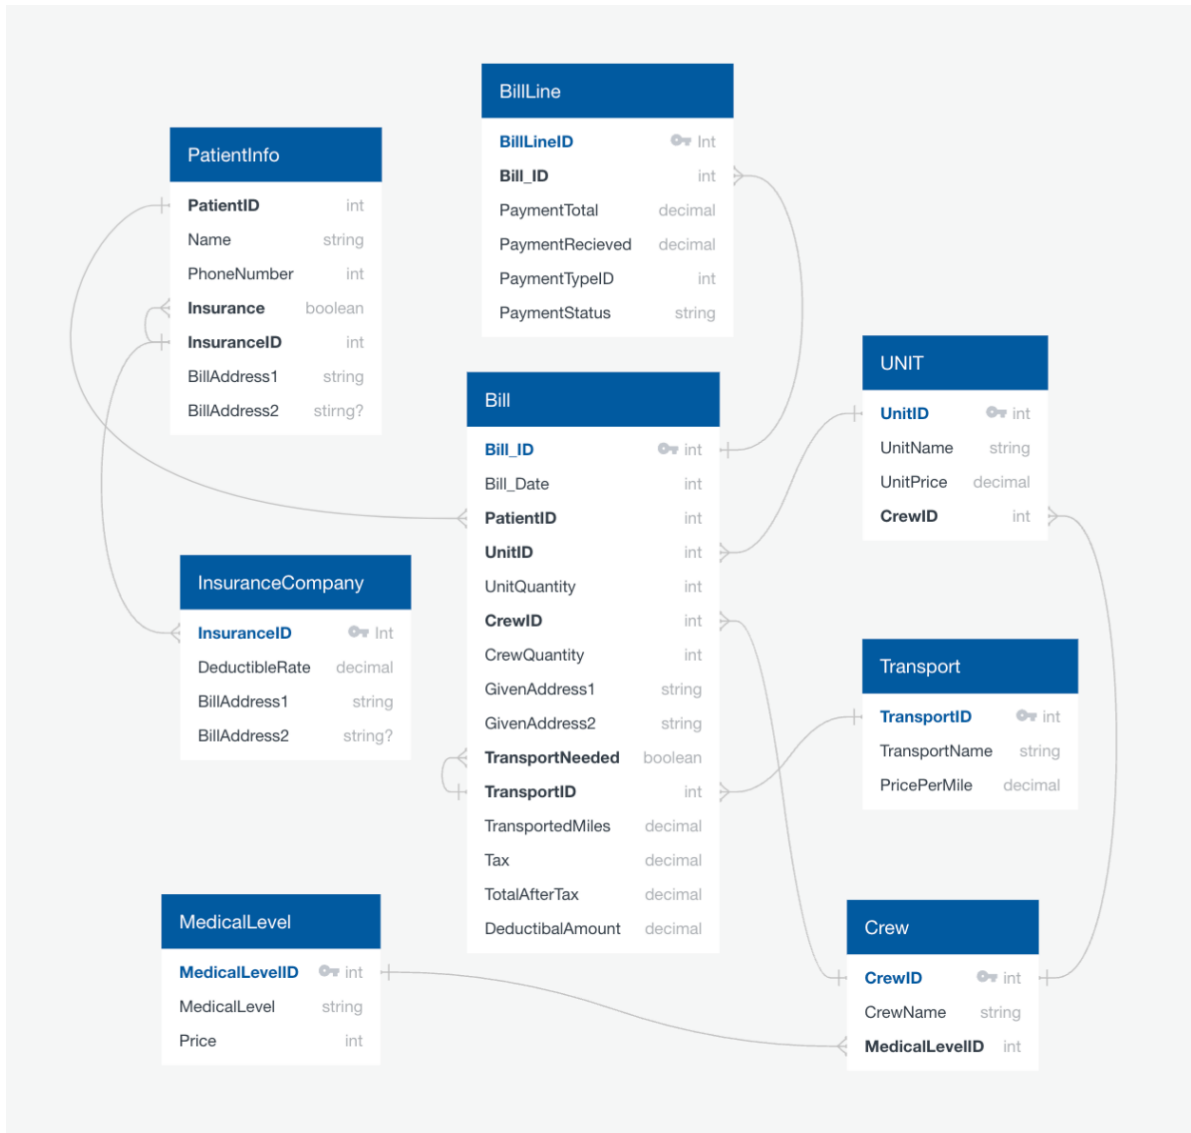 BillLine
BillLineID Int
Bill_ID int
PaymentTotal decimal
PaymentRecieved decimal
PaymentTypeID int
PaymentStatus string
PatientInfo
PatientID int
Name string
PhoneNumber int
Insurance boolean
InsuranceID int
BillAddress1 string
BillAddress2 stirng?
UNIT
UnitID int
UnitName string
UnitPrice decimal
CrewID int
Bill
Bill_ID int
Bill_Date int
PatientID int
UnitID int
UnitQuantity int
CrewID int
CrewQuantity int
GivenAddress1 string
GivenAddress2 string
TransportNeeded boolean
TransportID int
TransportedMiles decimal
Tax decimal
TotalAfterTax decimal
DeductibalAmount decimal
InsuranceCompany
InsuranceID Int
DeductibleRate decimal
BillAddress1 string
BillAddress2 string?
Transport
TransportID int
TransportName string
PricePerMile decimal
MedicalLevel
MedicalLevelID int
MedicalLevel string
Price int
Crew
CrewID int
CrewName string
MedicalLevelID int